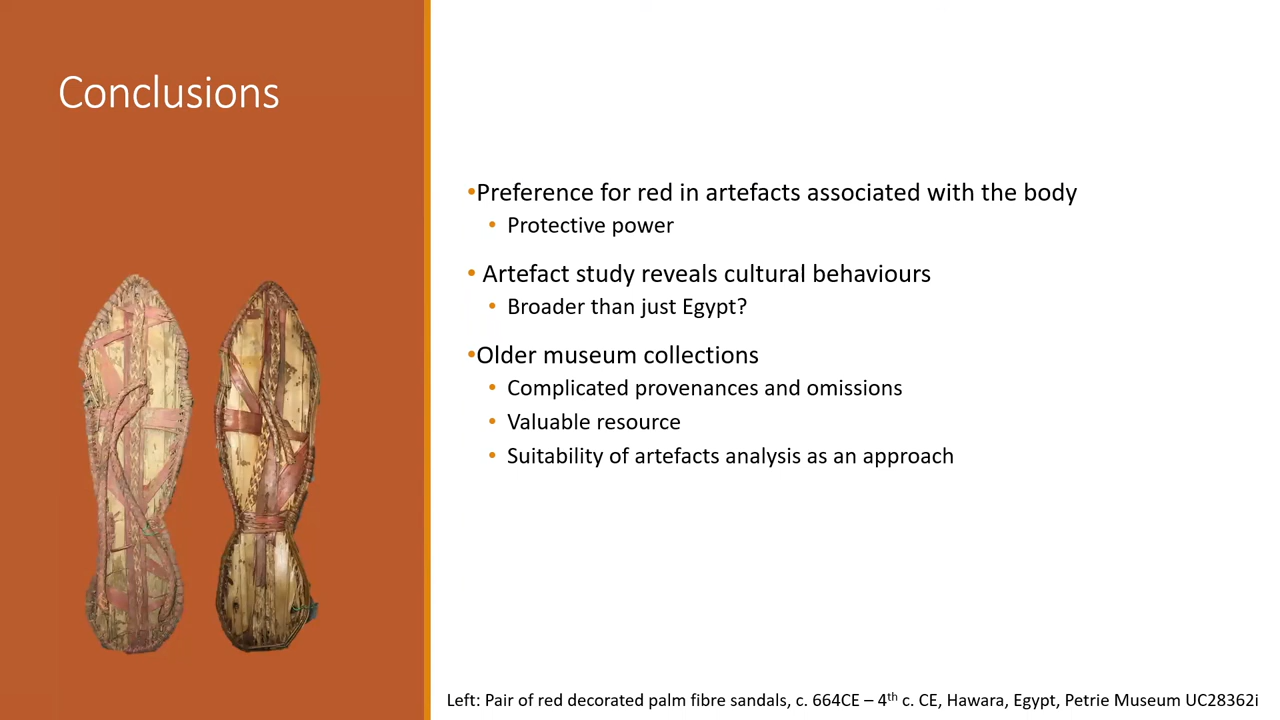 Conclusions
•Preference for red in artefacts associated with the body
• Protective power
• Artefact study reveals cultural behaviours
• Broader than just Egypt?
•Older museum collections
• Complicated provenances and omissions
• Valuable resource
• Suitability of artefacts analysis as an approach
Left: Pair of red decorated palm fibre sandals, c. 664CE – 4th c. CE, Hawara, Egypt, Petrie Museum UC28362i